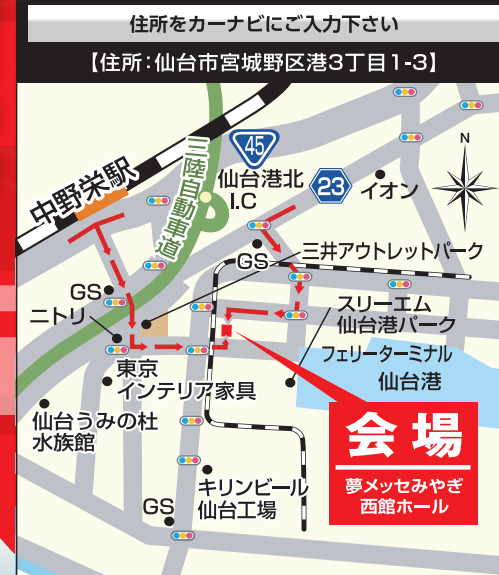 住所をカーナビにご入力下さい
【住所:仙台市宮城野区港3丁目1-3】
45
N
中野栄駅
三陸自動車道
仙台港北
I.C
23
イオン
GS
三井アウトレットパーク
GS
ニトリ
スリーエム
仙台港パーク
フェリーターミナル
仙台港
東京
インテリア家具
仙台うみの杜
水族館
会場
夢メッセみやぎ
西館ホール
キリンビール
仙台工場
GS